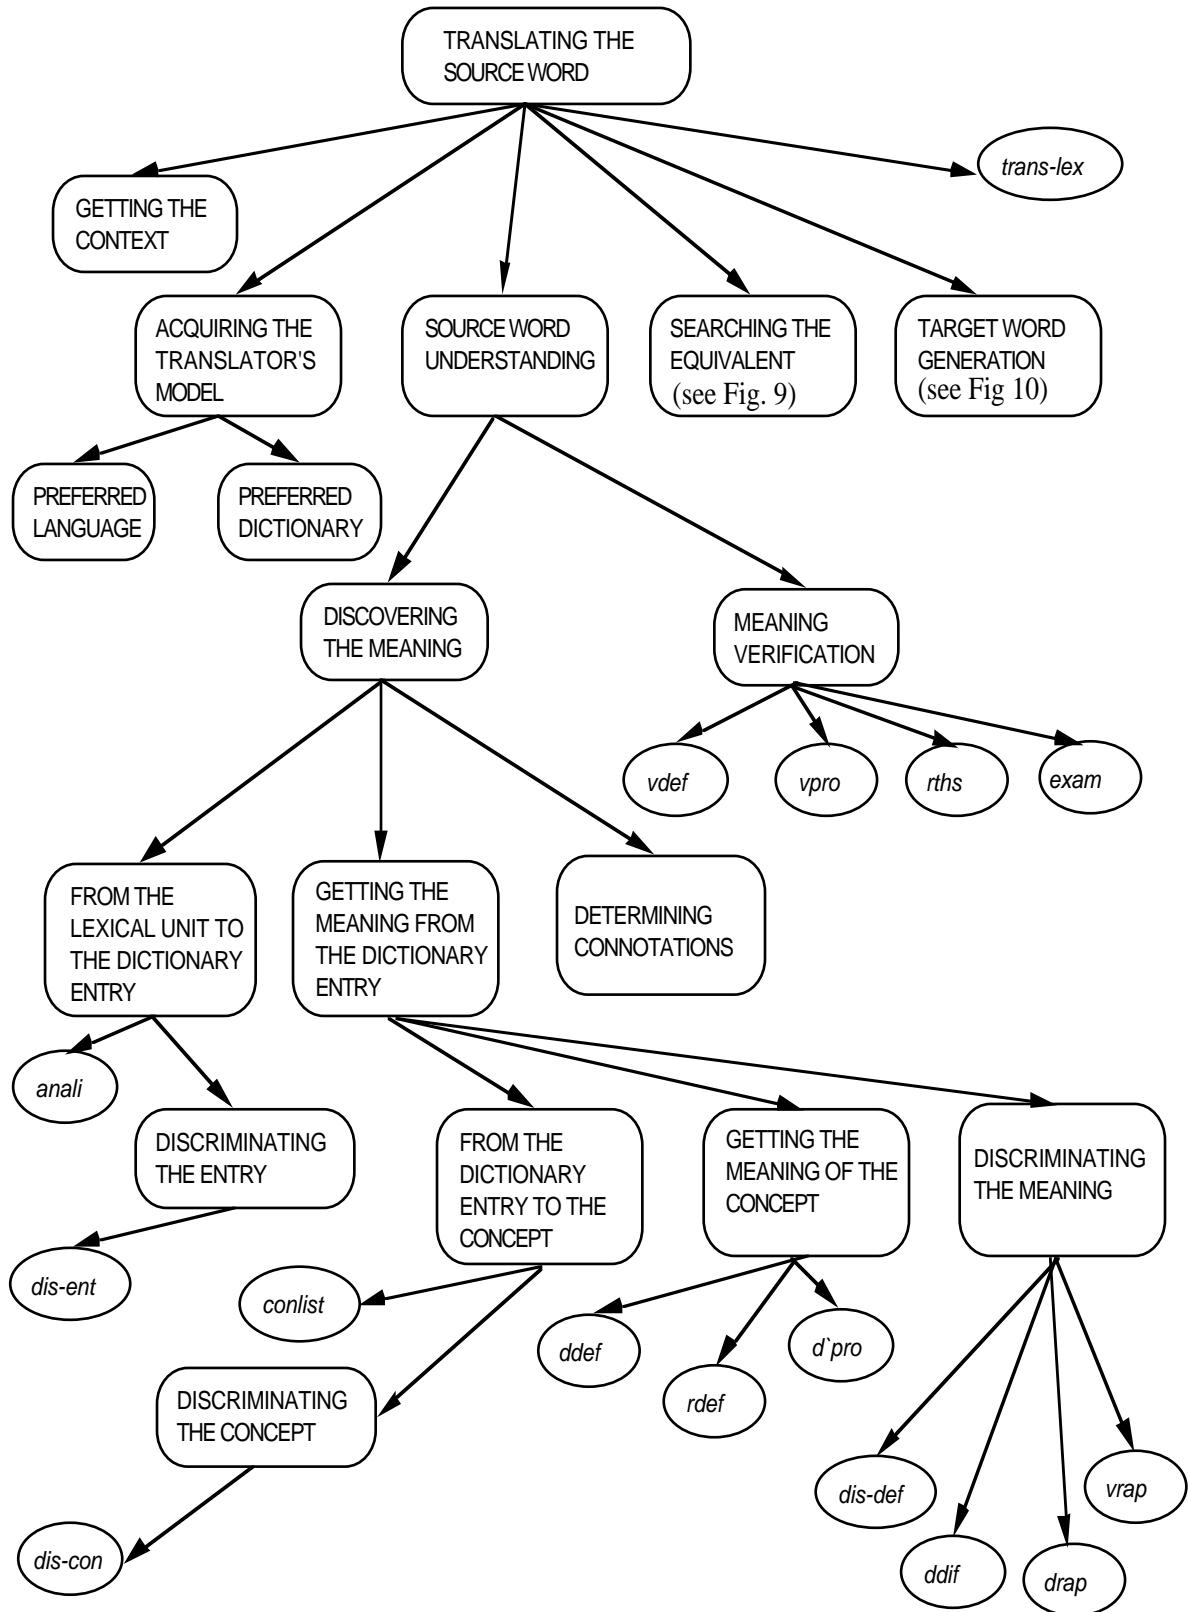 TRANSLATING THE
SOURCE WORD
trans-lex
GETTING THE
CONTEXT
ACQUIRING THE
TRANSLATOR'S
MODEL
SOURCE WORD
UNDERSTANDING
SEARCHING THE
EQUIVALENT
(see Fig. 9)
TARGET WORD
GENERATION
(see Fig 10)
PREFERRED
LANGUAGE
PREFERRED
DICTIONARY
DISCOVERING
THE MEANING
MEANING
VERIFICATION
vdef
vpro
rths
exam
FROM THE
LEXICAL UNIT TO
THE DICTIONARY
ENTRY
GETTING THE
MEANING FROM
THE DICTIONARY
ENTRY
DETERMINING
CONNOTATIONS
anali
DISCRIMINATING
THE ENTRY
FROM THE
DICTIONARY
ENTRY TO THE
CONCEPT
GETTING THE
MEANING OF THE
CONCEPT
DISCRIMINATING
THE MEANING
dis-ent
conlist
ddef
rdef
d`pro
DISCRIMINATING
THE CONCEPT
dis-def
vrap
dis-con
ddif
drap